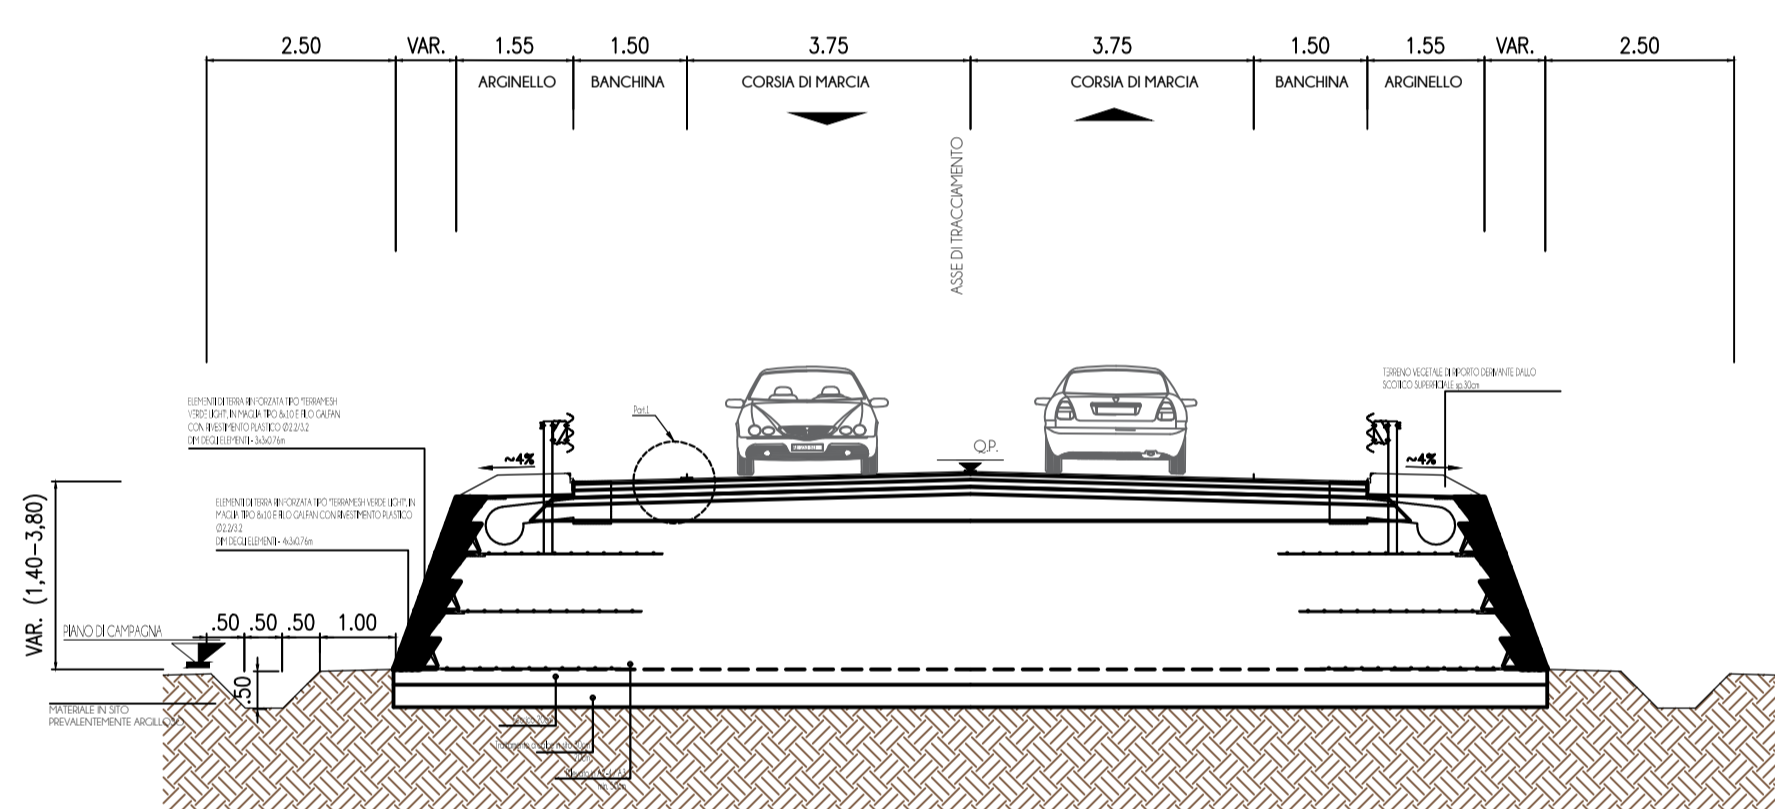 2.50 VAR. 1.55 1.50 3.75 3.75 1.50 1.55 VAR. 2.50
ARGINELLO BANCHINA CORSIA DI MARCIA CORSIA DI MARCIA BANCHINA ARGINELLO
ASSE DI TRACCIAMENTO
TERRENO VEGETALE DI RIPORTO DERIVANTE DALLO
SCOTICO SUPERFICIALE sp.30cm
ELEMENTI DI TERRA RINFORZATA TIPO "TERRAMESH
VERDE LIGHT", IN MAGLIA TIPO 8x10 E FILO GALFAN
CON RIVESTIMENTO PLASTICO Ø2.2/3.2
DIM DEGLI ELEMENTI - 3x3x0.76m
Part.1
Q.P.
~4% ~4%
ELEMENTI DI TERRA RINFORZATA TIPO "TERRAMESH VERDE LIGHT", IN
MAGLIA TIPO 8x10 E FILO GALFAN CON RIVESTIMENTO PLASTICO
Ø2.2/3.2
DIM DEGLI ELEMENTI - 4x3x0.76m
VAR. (1,40-3,80)
.50 .50 .50 1.00
PIANO DI CAMPAGNA
.50
MATERIALE IN SITO
PREVALENTEMENTE ARGILLOSO